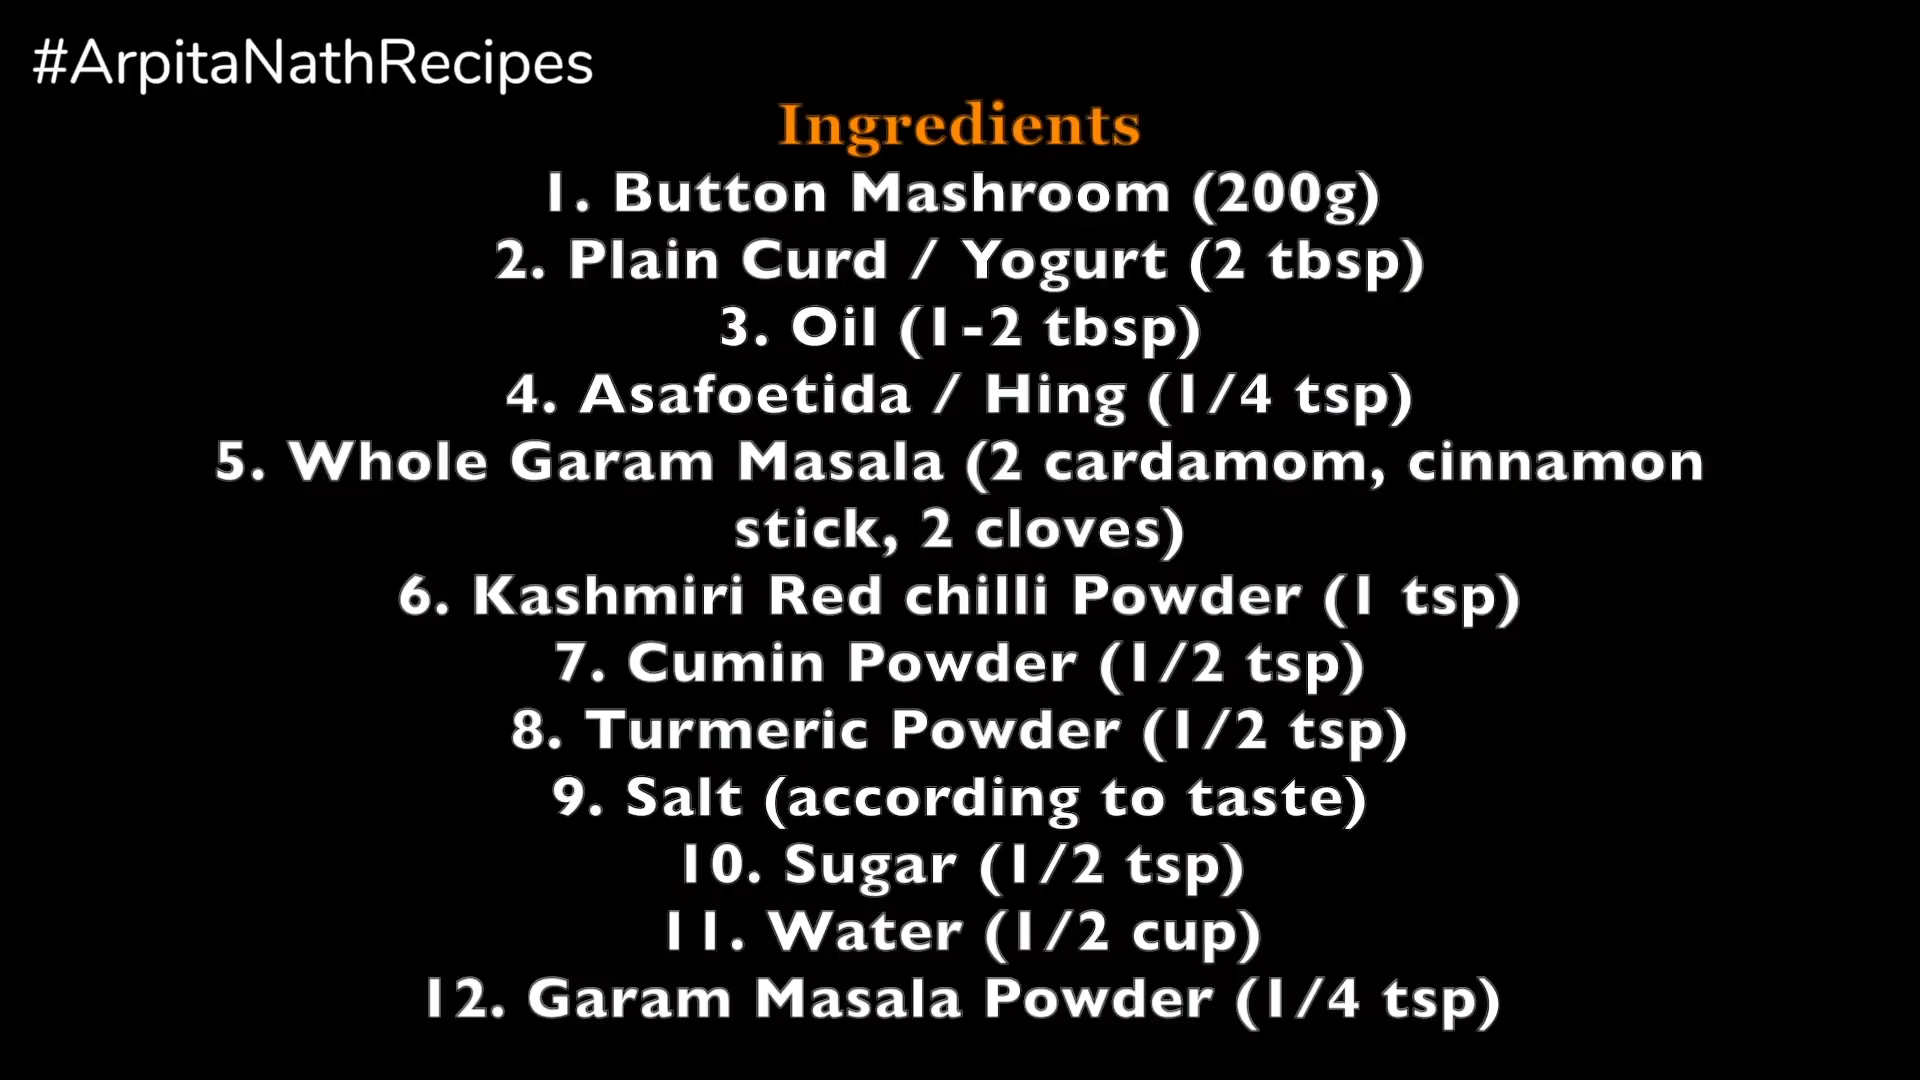 #ArpitaNathRecipes
Ingredients
1. Button Mashroom (200g)
2. Plain Curd / Yogurt (2 tbsp)
3. Oil (1-2 tbsp)
4. Asafoetida / Hing (1/4 tsp)
5. Whole Garam Masala (2 cardamom, cinnamon
stick, 2 cloves)
6. Kashmiri Red chilli Powder (1 tsp)
7. Cumin Powder (1/2 tsp)
8. Turmeric Powder (1/2 tsp)
9. Salt (according to taste)
10. Sugar (1/2 tsp)
11. Water (1/2 cup)
12. Garam Masala Powder (1/4 tsp)